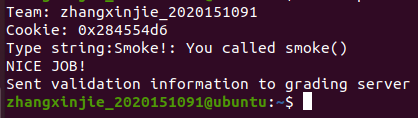 Team: zhangxinjie_2020151091
Cookie: 0x284554d6
Type string:Smoke!: You called smoke()
NICE JOB!
Sent validation information to grading server
zhangxinjie_2020151091@ubuntu:~$